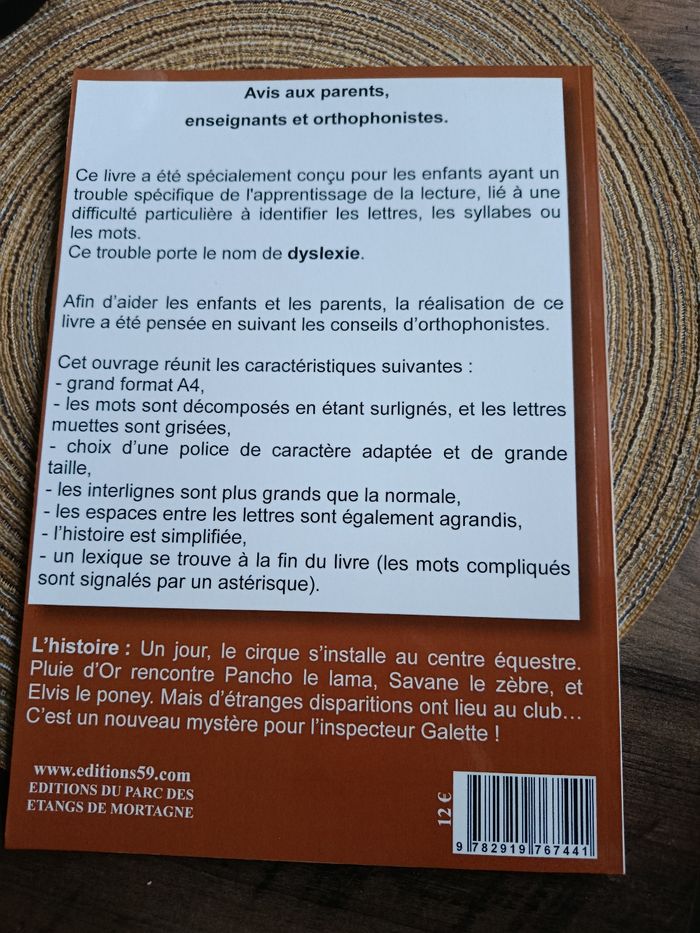 Avis aux parents,
enseignants et orthophonistes.
Ce livre a été spécialement conçu pour les enfants ayant un
trouble spécifique de l'apprentissage de la lecture, lié à une
difficulté particulière à identifier les lettres, les syllabes ou
les mots.
Ce trouble porte le nom de dyslexie.
Afin d'aider les enfants et les parents, la réalisation de ce
livre a été pensée en suivant les conseils d'orthophonistes.
Cet ouvrage réunit les caractéristiques suivantes :
- grand format A4,
- les mots sont décomposés en étant surlignés, et les lettres
muettes sont grisées,
- choix d'une police de caractère adaptée et de grande
taille,
- les interlignes sont plus grands que la normale,
- les espaces entre les lettres sont également agrandis,
- l'histoire est simplifiée,
- un lexique se trouve à la fin du livre (les mots compliqués
sont signalés par un astérisque).
L'histoire : Un jour, le cirque s'installe au centre équestre.
Pluie d'Or rencontre Pancho le lama, Savane le zèbre, et
Elvis le poney. Mais d'étranges disparitions ont lieu au club...
C'est un nouveau mystère pour l'inspecteur Galette !
www.editions59.com
EDITIONS DU PARC DES
ETANGS DE MORTAGNE
12 €
9 782919 767441